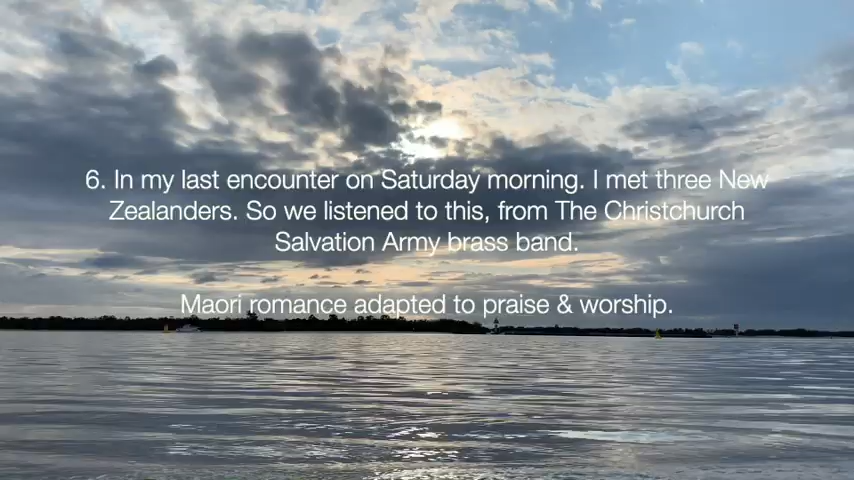 6. In my last encounter on Saturday morning. I met three New
Zealanders. So we listened to this, from The Christchurch
Salvation Army brass band.
Maori romance adapted to praise & worship.